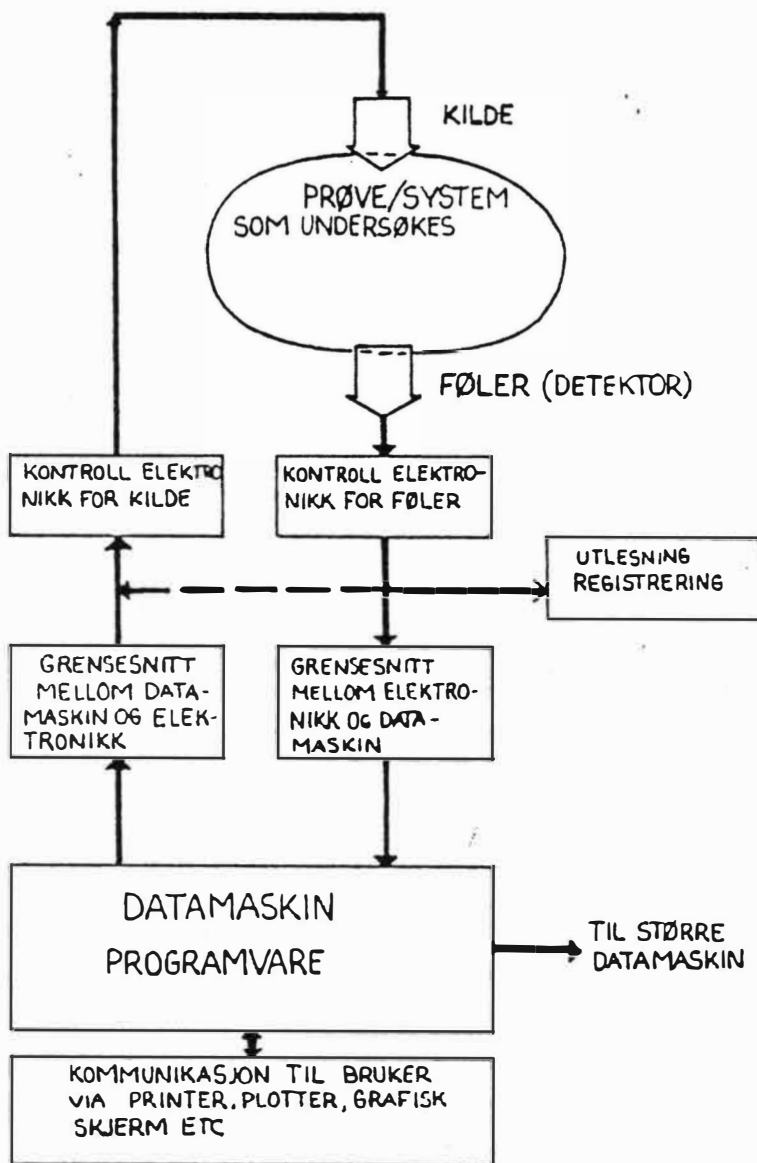 KILDE
PRØVE/SYSTEM
SOM UNDERSØKES
FØLER (DETEKTOR)
KONTROLL ELEKTRO
NIKK FOR KILDE
KONTROLL ELEKTRO-
NIKK FOR FØLER
UTLESNING
REGISTRERING
GRENSESNITT
MELLOM DATA-
MASKIN OG ELEK-
TRONIKK
GRENSESNITT
MELLOM ELEKTRO-
NIKK OG DATA-
MASKIN
DATAMASKIN
PROGRAMVARE
TIL STØRRE
DATAMASKIN
KOMMUNIKASJON TIL BRUKER
VIA PRINTER, PLOTTER, GRAFISK
SKJERM ETC